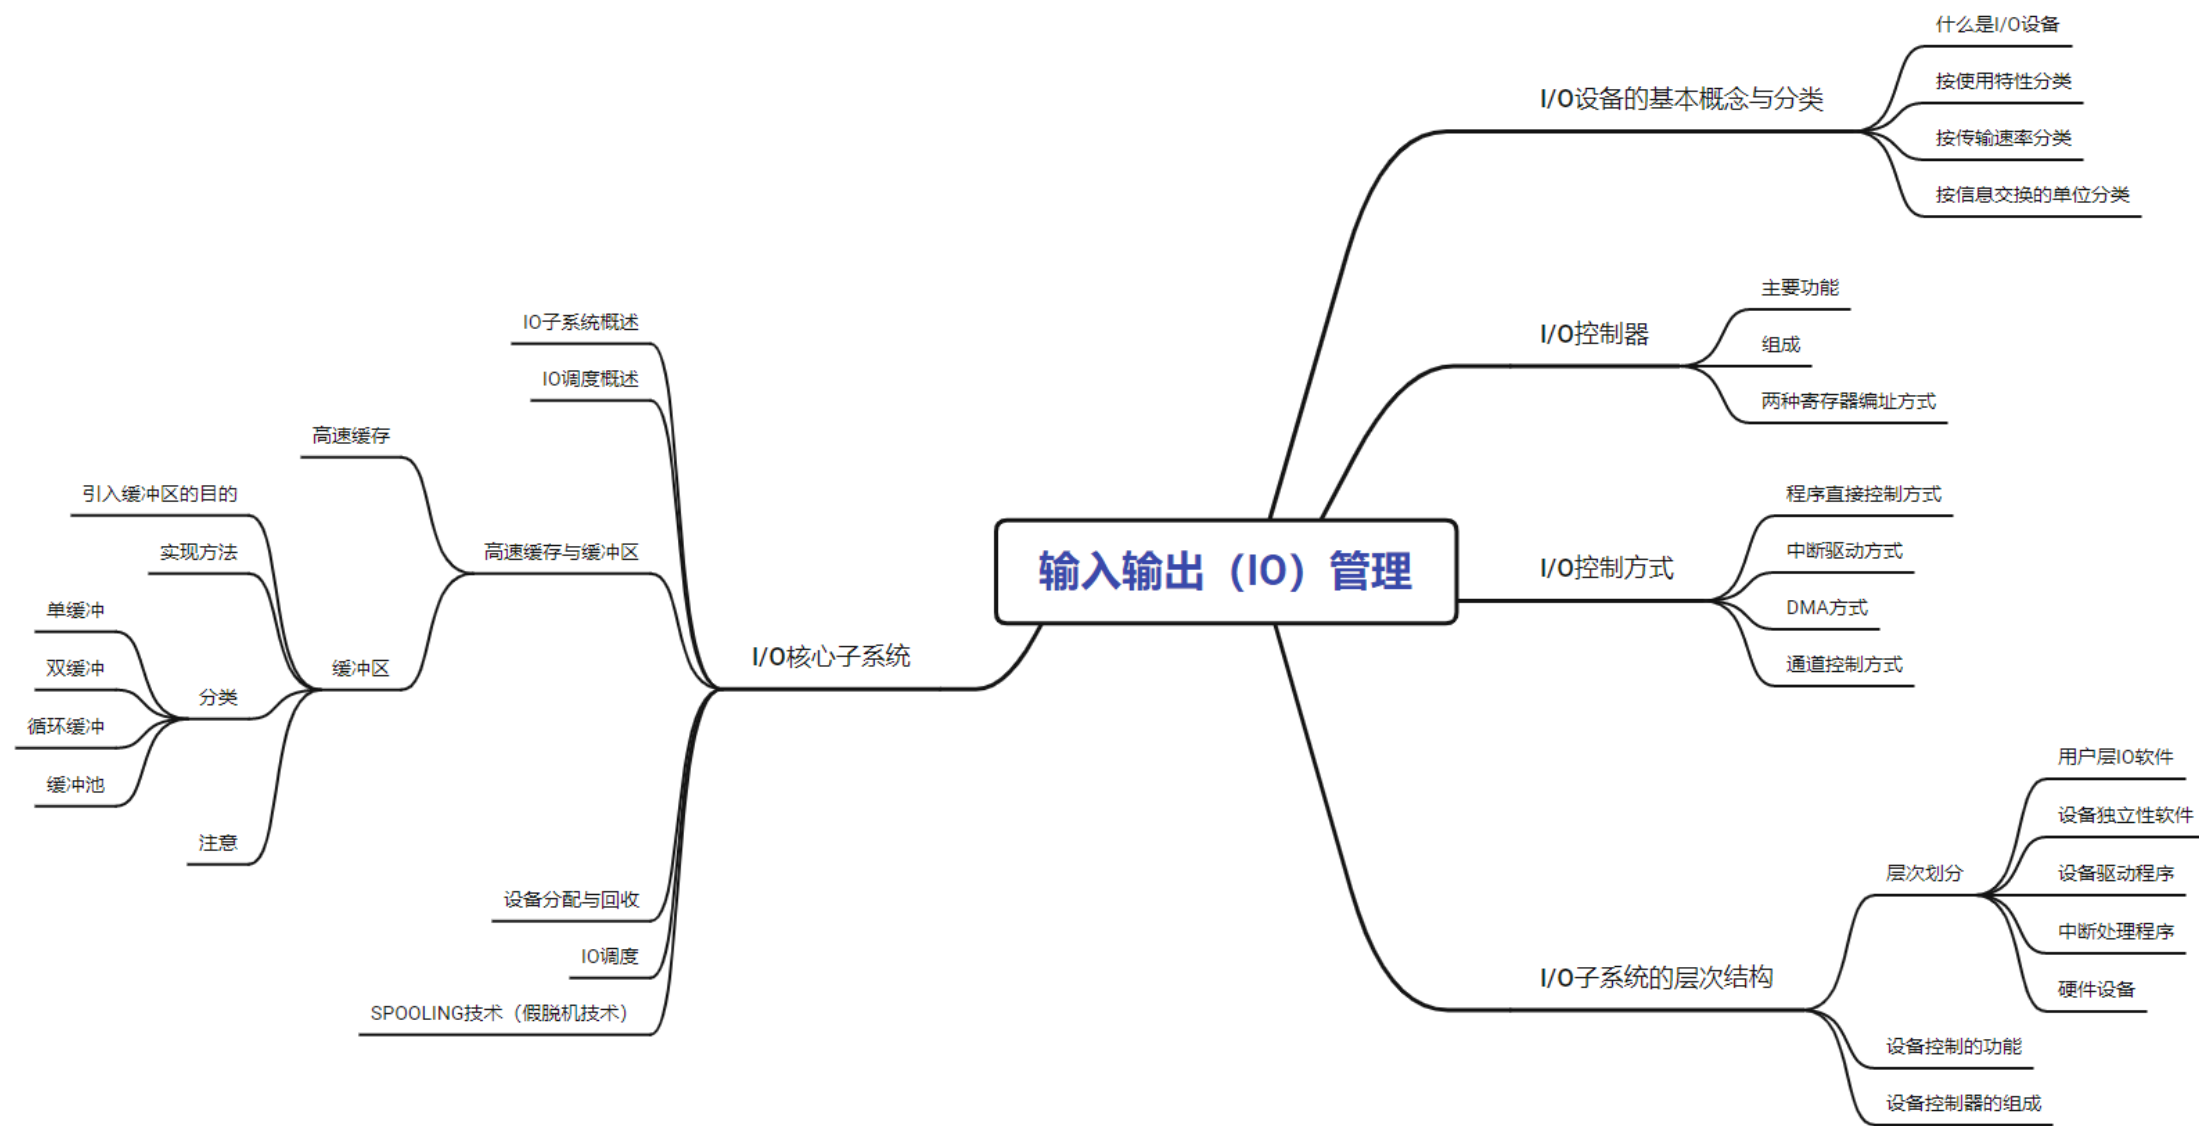 输入输出（IO）管理
I/O设备的基本概念与分类
什么是I/O设备
按使用特性分类
按传输速率分类
按信息交换的单位分类
I/O控制器
主要功能
组成
两种寄存器编址方式
I/O控制方式
程序直接控制方式
中断驱动方式
DMA方式
通道控制方式
I/O子系统的层次结构
层次划分
用户层IO软件
设备独立性软件
设备驱动程序
中断处理程序
硬件设备
设备控制的功能
设备控制器的组成
I/O核心子系统
IO子系统概述
IO调度概述
高速缓存与缓冲区
高速缓存
缓冲区
引入缓冲区的目的
实现方法
分类
单缓冲
双缓冲
循环缓冲
缓冲池
注意
设备分配与回收
IO调度
SPOOLING技术（假脱机技术）